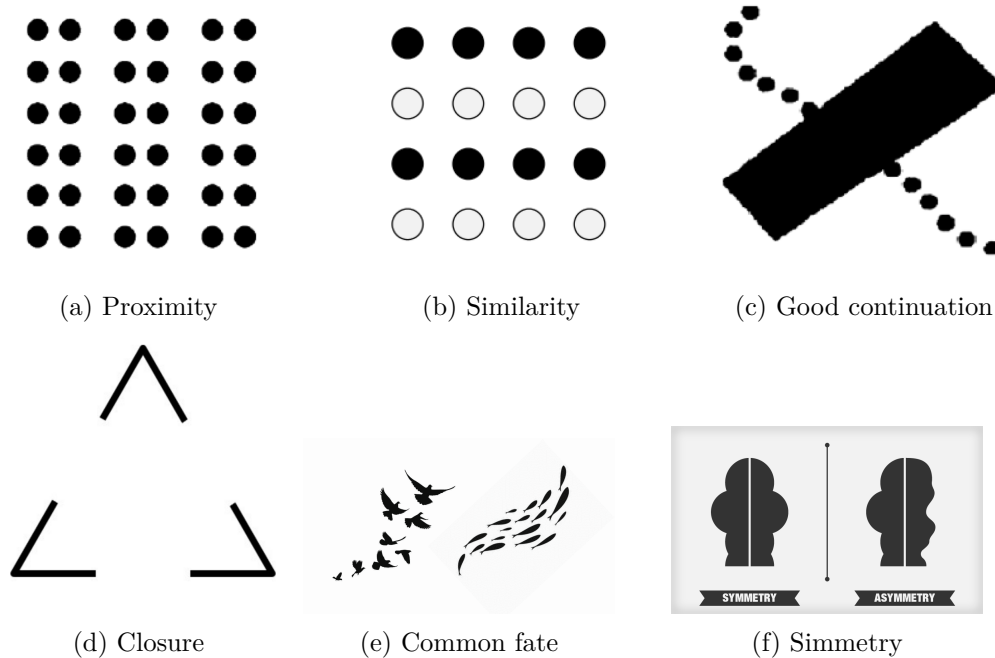 (a) Proximity
(b) Similarity
(c) Good continuation
SYMMETRY
ASYMMETRY
(d) Closure
(e) Common fate
(f) Simmetry